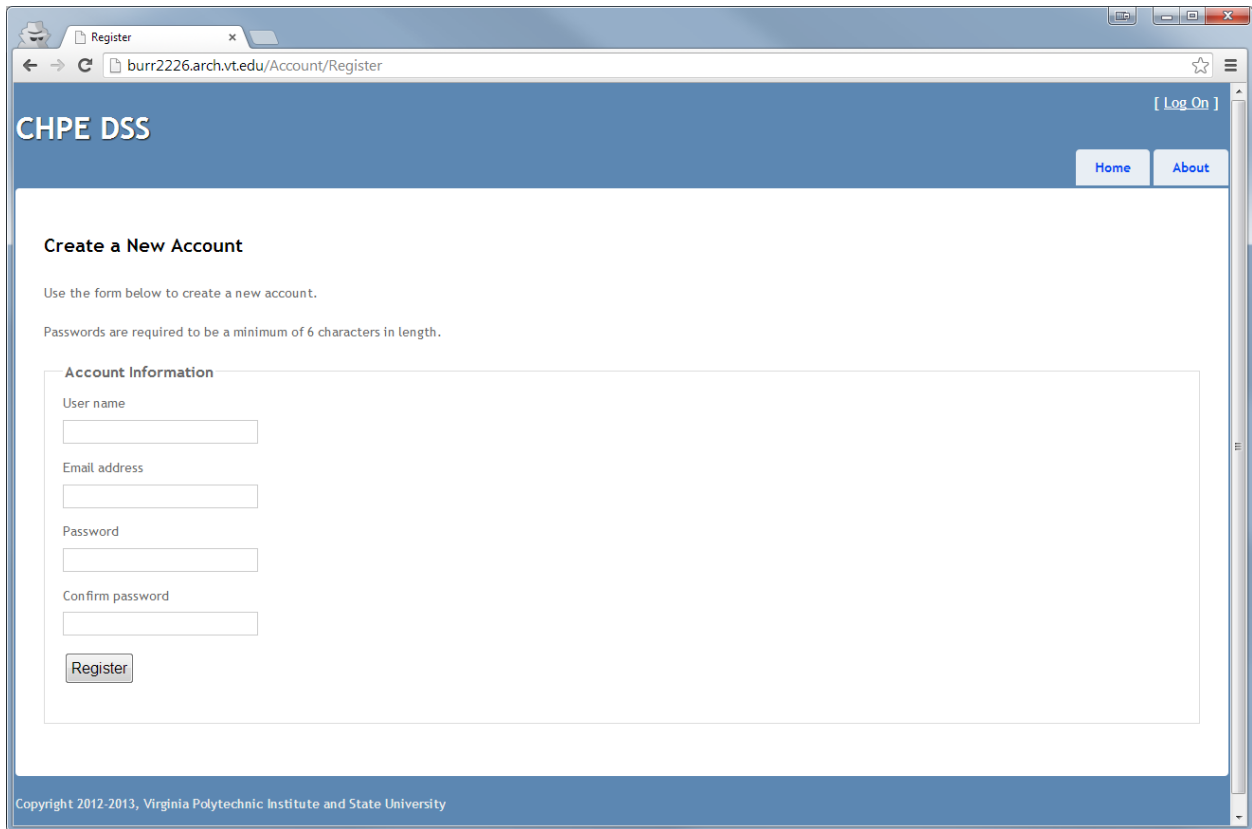 Register
burr2226.arch.vt.edu/Account/Register
[ Log On ]
CHPE DSS
Home About
Create a New Account
Use the form below to create a new account.
Passwords are required to be a minimum of 6 characters in length.
Account Information
User name
Email address
Password
Confirm password
Register
Copyright 2012-2013, Virginia Polytechnic Institute and State University